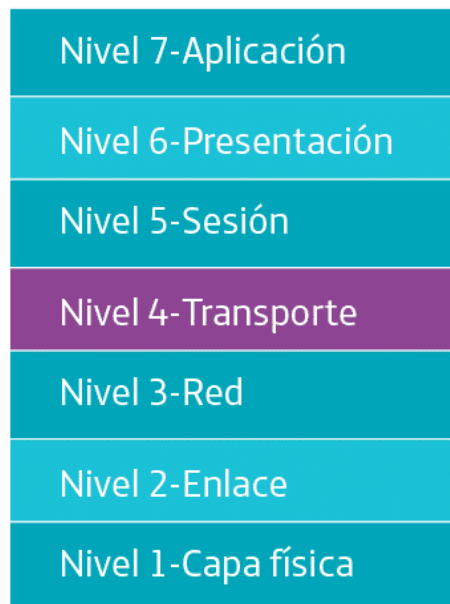 Nivel 7-Aplicación
Nivel 6-Presentación
Nivel 5-Sesión
Nivel 4-Transporte
Nivel 3-Red
Nivel 2-Enlace
Nivel 1-Capa física